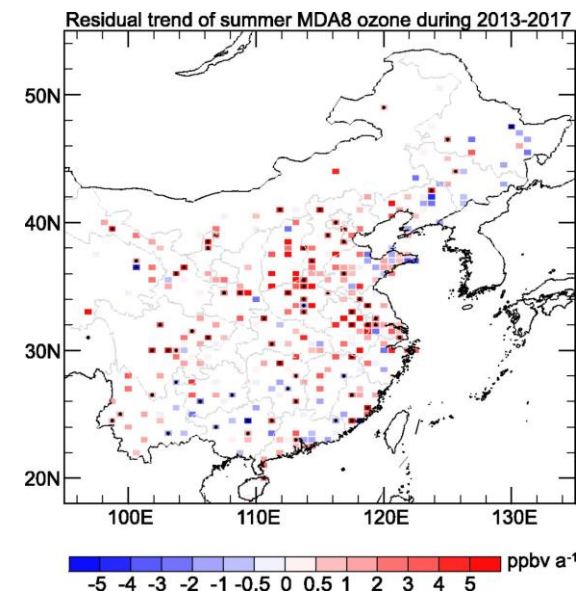 Residual trend of summer MDA8 ozone during 2013-2017
50N
40N
30N
20N
100E 110E 120E 130E
-5 -4 -3 -2 -1 -0.5 0 0.5 1 2 3 4 5 ppbv a⁻¹